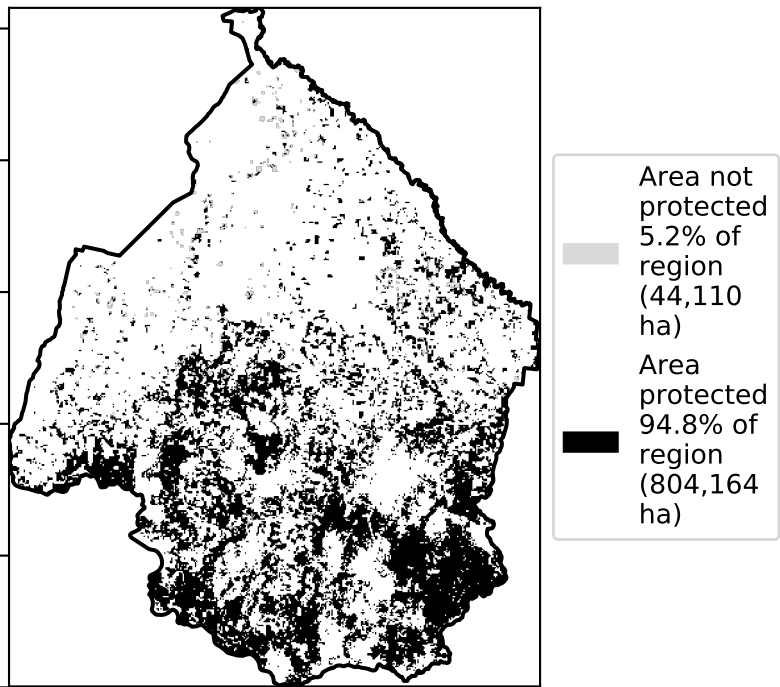 Area not
protected
5.2% of
region
(44,110
ha)
Area
protected
94.8% of
region
(804,164
ha)